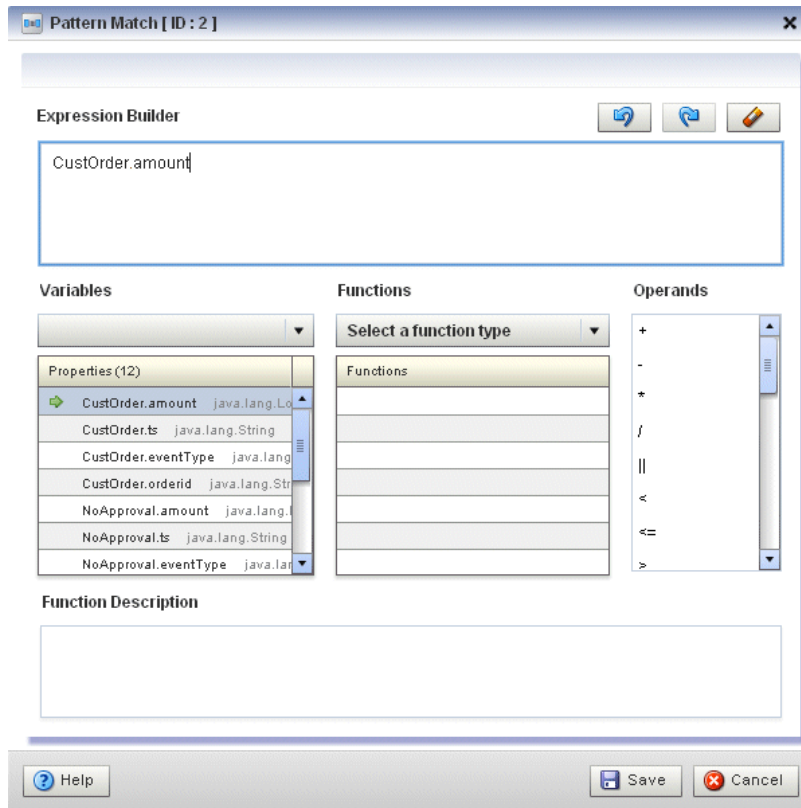 Pattern Match [ ID : 2 ]
Expression Builder
CustOrder.amount
Variables
Functions
Operands
Select a function type
Properties (12)
Functions
CustOrder.amount java.lang.Lo
CustOrder.ts java.lang.String
CustOrder.eventType java.lang
CustOrder.orderid java.lang.Str
NoApproval.amount java.lang.l
NoApproval.ts java.lang.String
NoApproval.eventType java.lan
+
-
*
/
||
<
<=
>
Function Description
Help
Save
Cancel